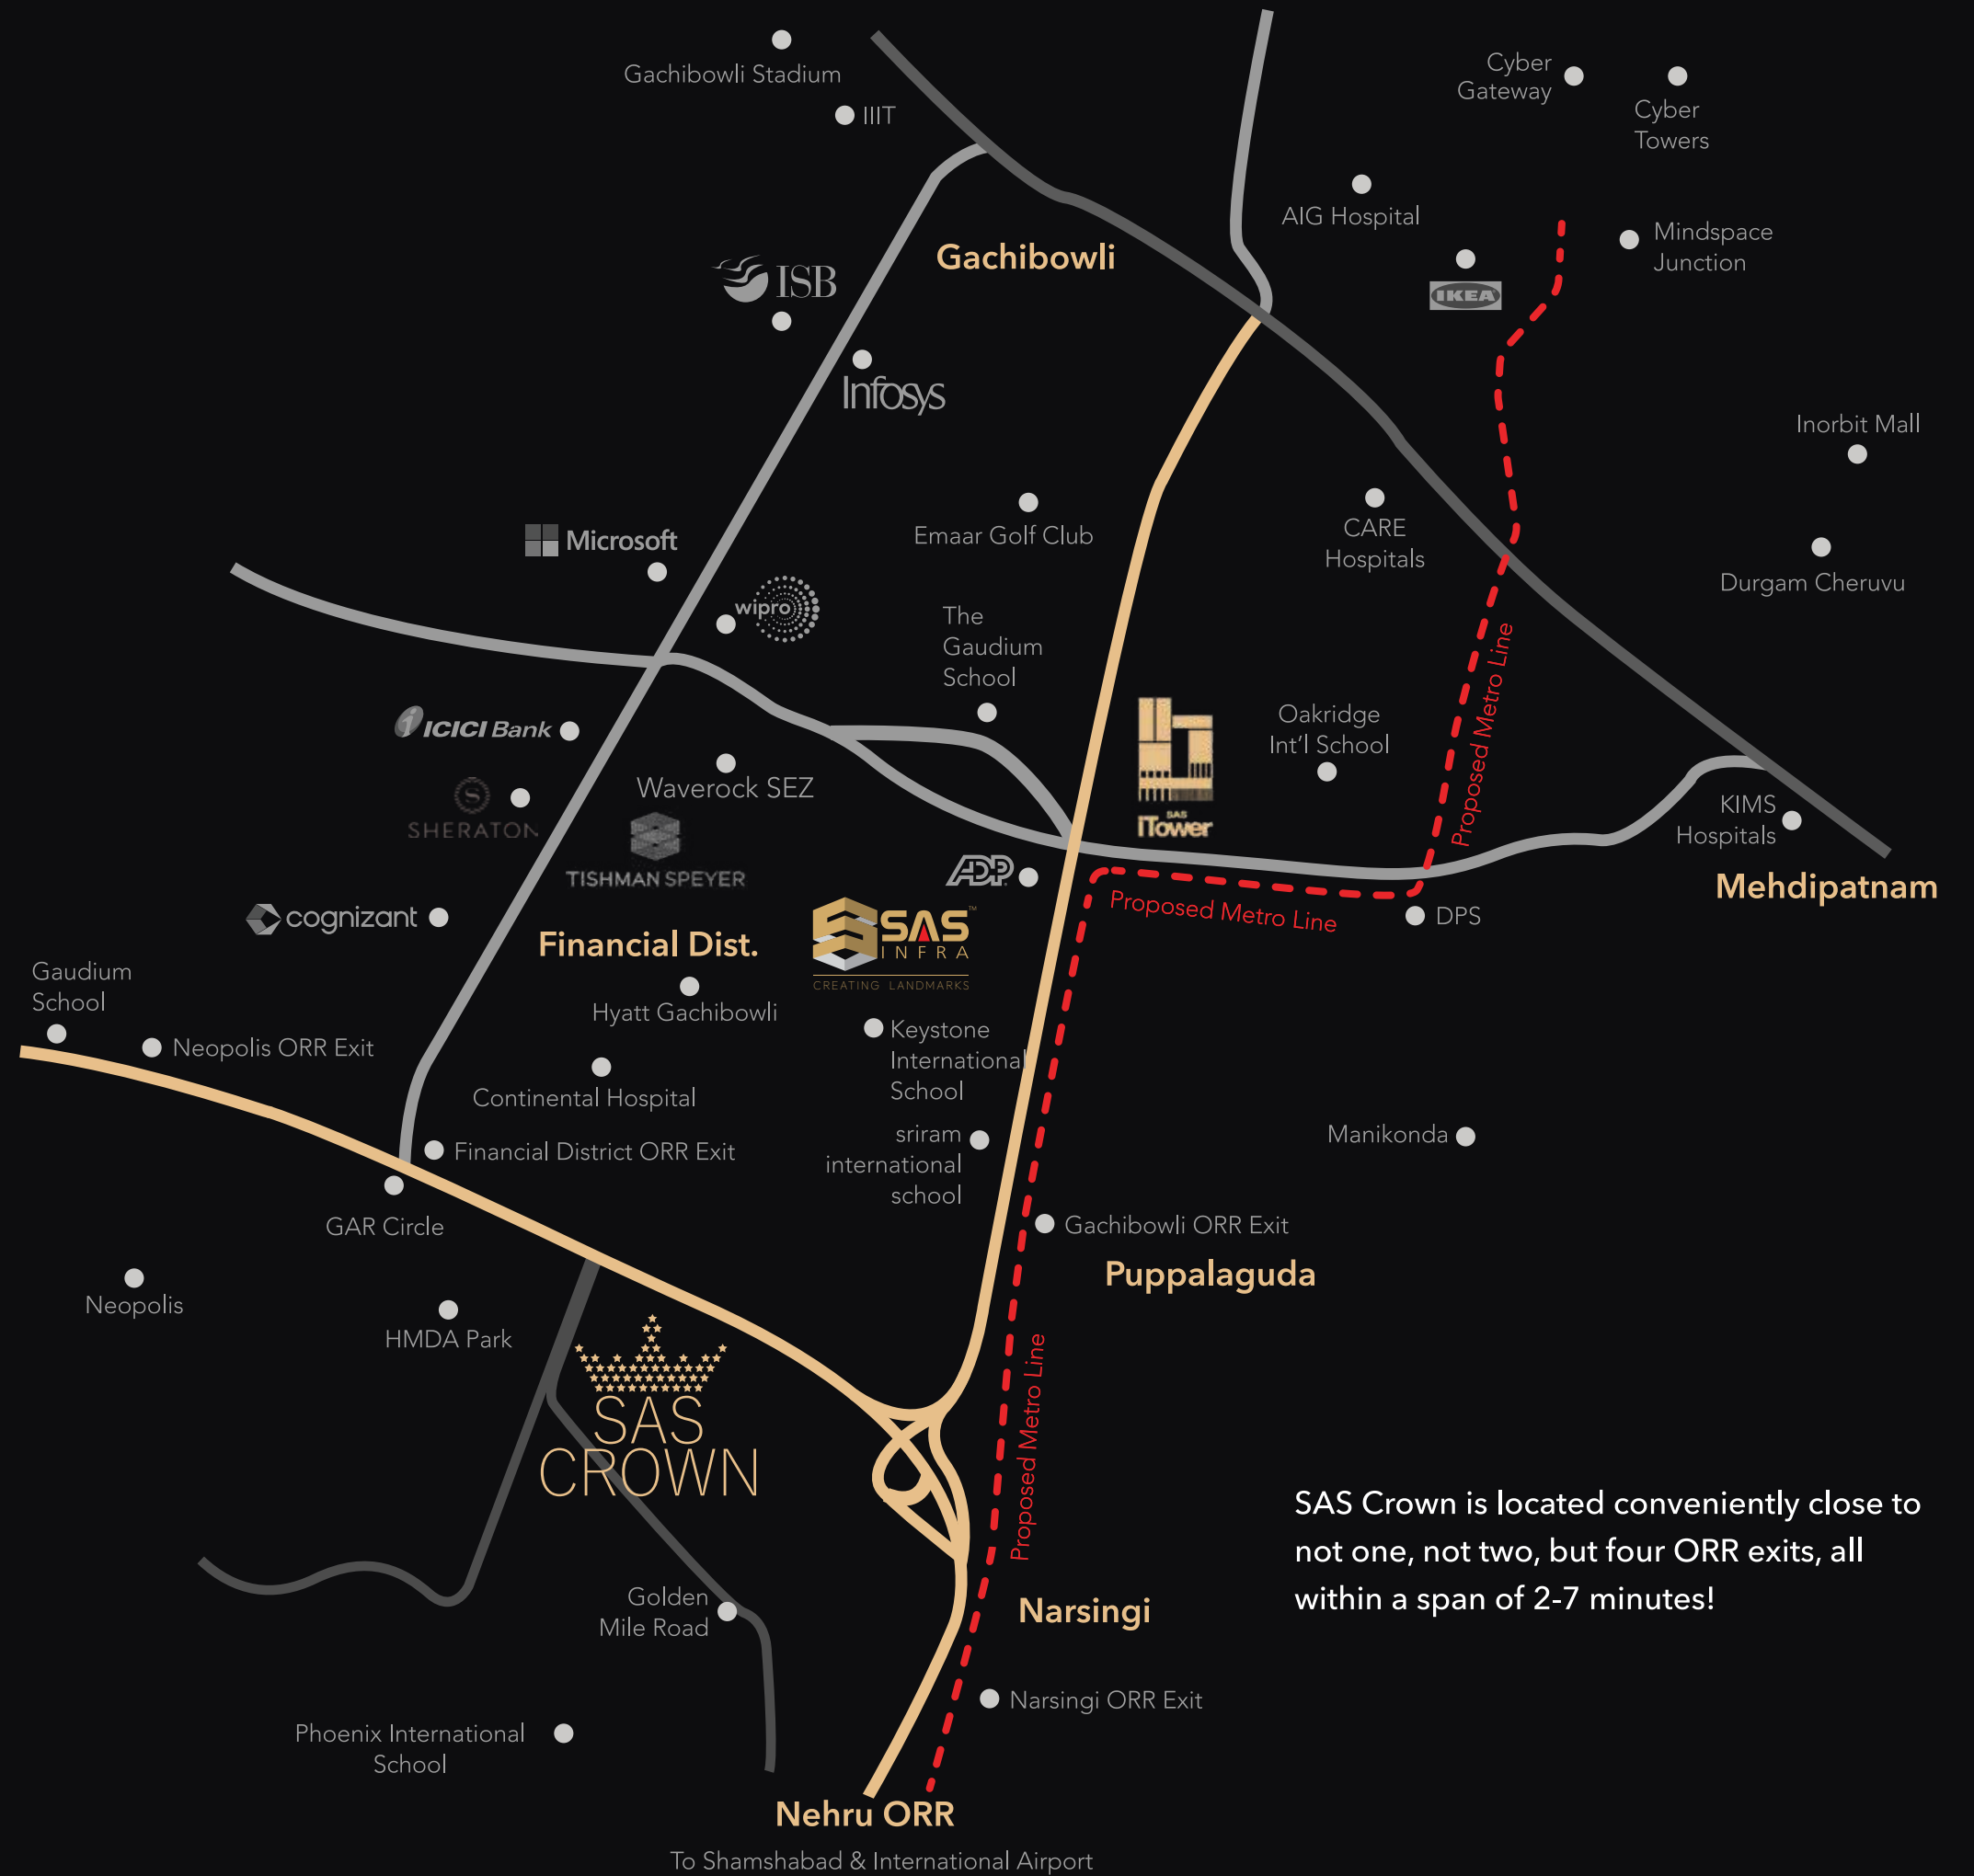 Gachibowli Stadium
IIIT
Cyber
Gateway
Cyber
Towers
AIG Hospital
Mindspace
Junction
Gachibowli
ISB
IKEA
Infosys
Inorbit Mall
Emaar Golf Club
CARE
Hospitals
Microsoft
Durgam Cheruvu
wipro
The
Gaudium
School
Proposed Metro Line
ICICI Bank
Oakridge
Int'l School
Waverock SEZ
S
SHERATON
SAS
iTower
KIMS
Hospitals
TISHMAN SPEYER
ADP
Mehdipatnam
Proposed Metro Line
DPS
cognizant
Financial Dist.
SAS™
INFRA
CREATING LANDMARKS
Gaudium
School
Hyatt Gachibowli
Neopolis ORR Exit
Keystone
International
School
Continental Hospital
sriram
international
school
Manikonda
Financial District ORR Exit
GAR Circle
Gachibowli ORR Exit
Puppalaguda
Neopolis
HMDA Park
Proposed Metro Line
SAS
CROWN
SAS Crown is located conveniently close to
not one, not two, but four ORR exits, all
within a span of 2-7 minutes!
Golden
Mile Road
Narsingi
Narsingi ORR Exit
Phoenix International
School
Nehru ORR
To Shamshabad & International Airport